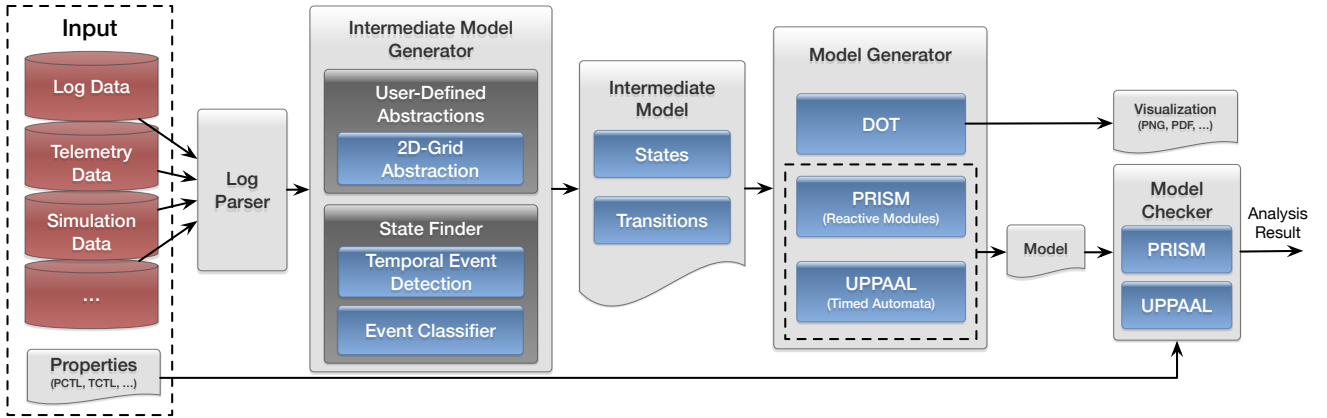 Input
Log Data
Telemetry
Data
Simulation
Data
...
Properties
(PCTL, TCTL, ...)
Log
Parser
Intermediate Model
Generator
User-Defined
Abstractions
2D-Grid
Abstraction
State Finder
Temporal Event
Detection
Event Classifier
Intermediate
Model
States
Transitions
Model Generator
DOT
PRISM
(Reactive Modules)
UPPAAL
(Timed Automata)
Visualization
(PNG, PDF, ...)
Model
Model
Checker
PRISM
UPPAAL
Analysis
Result